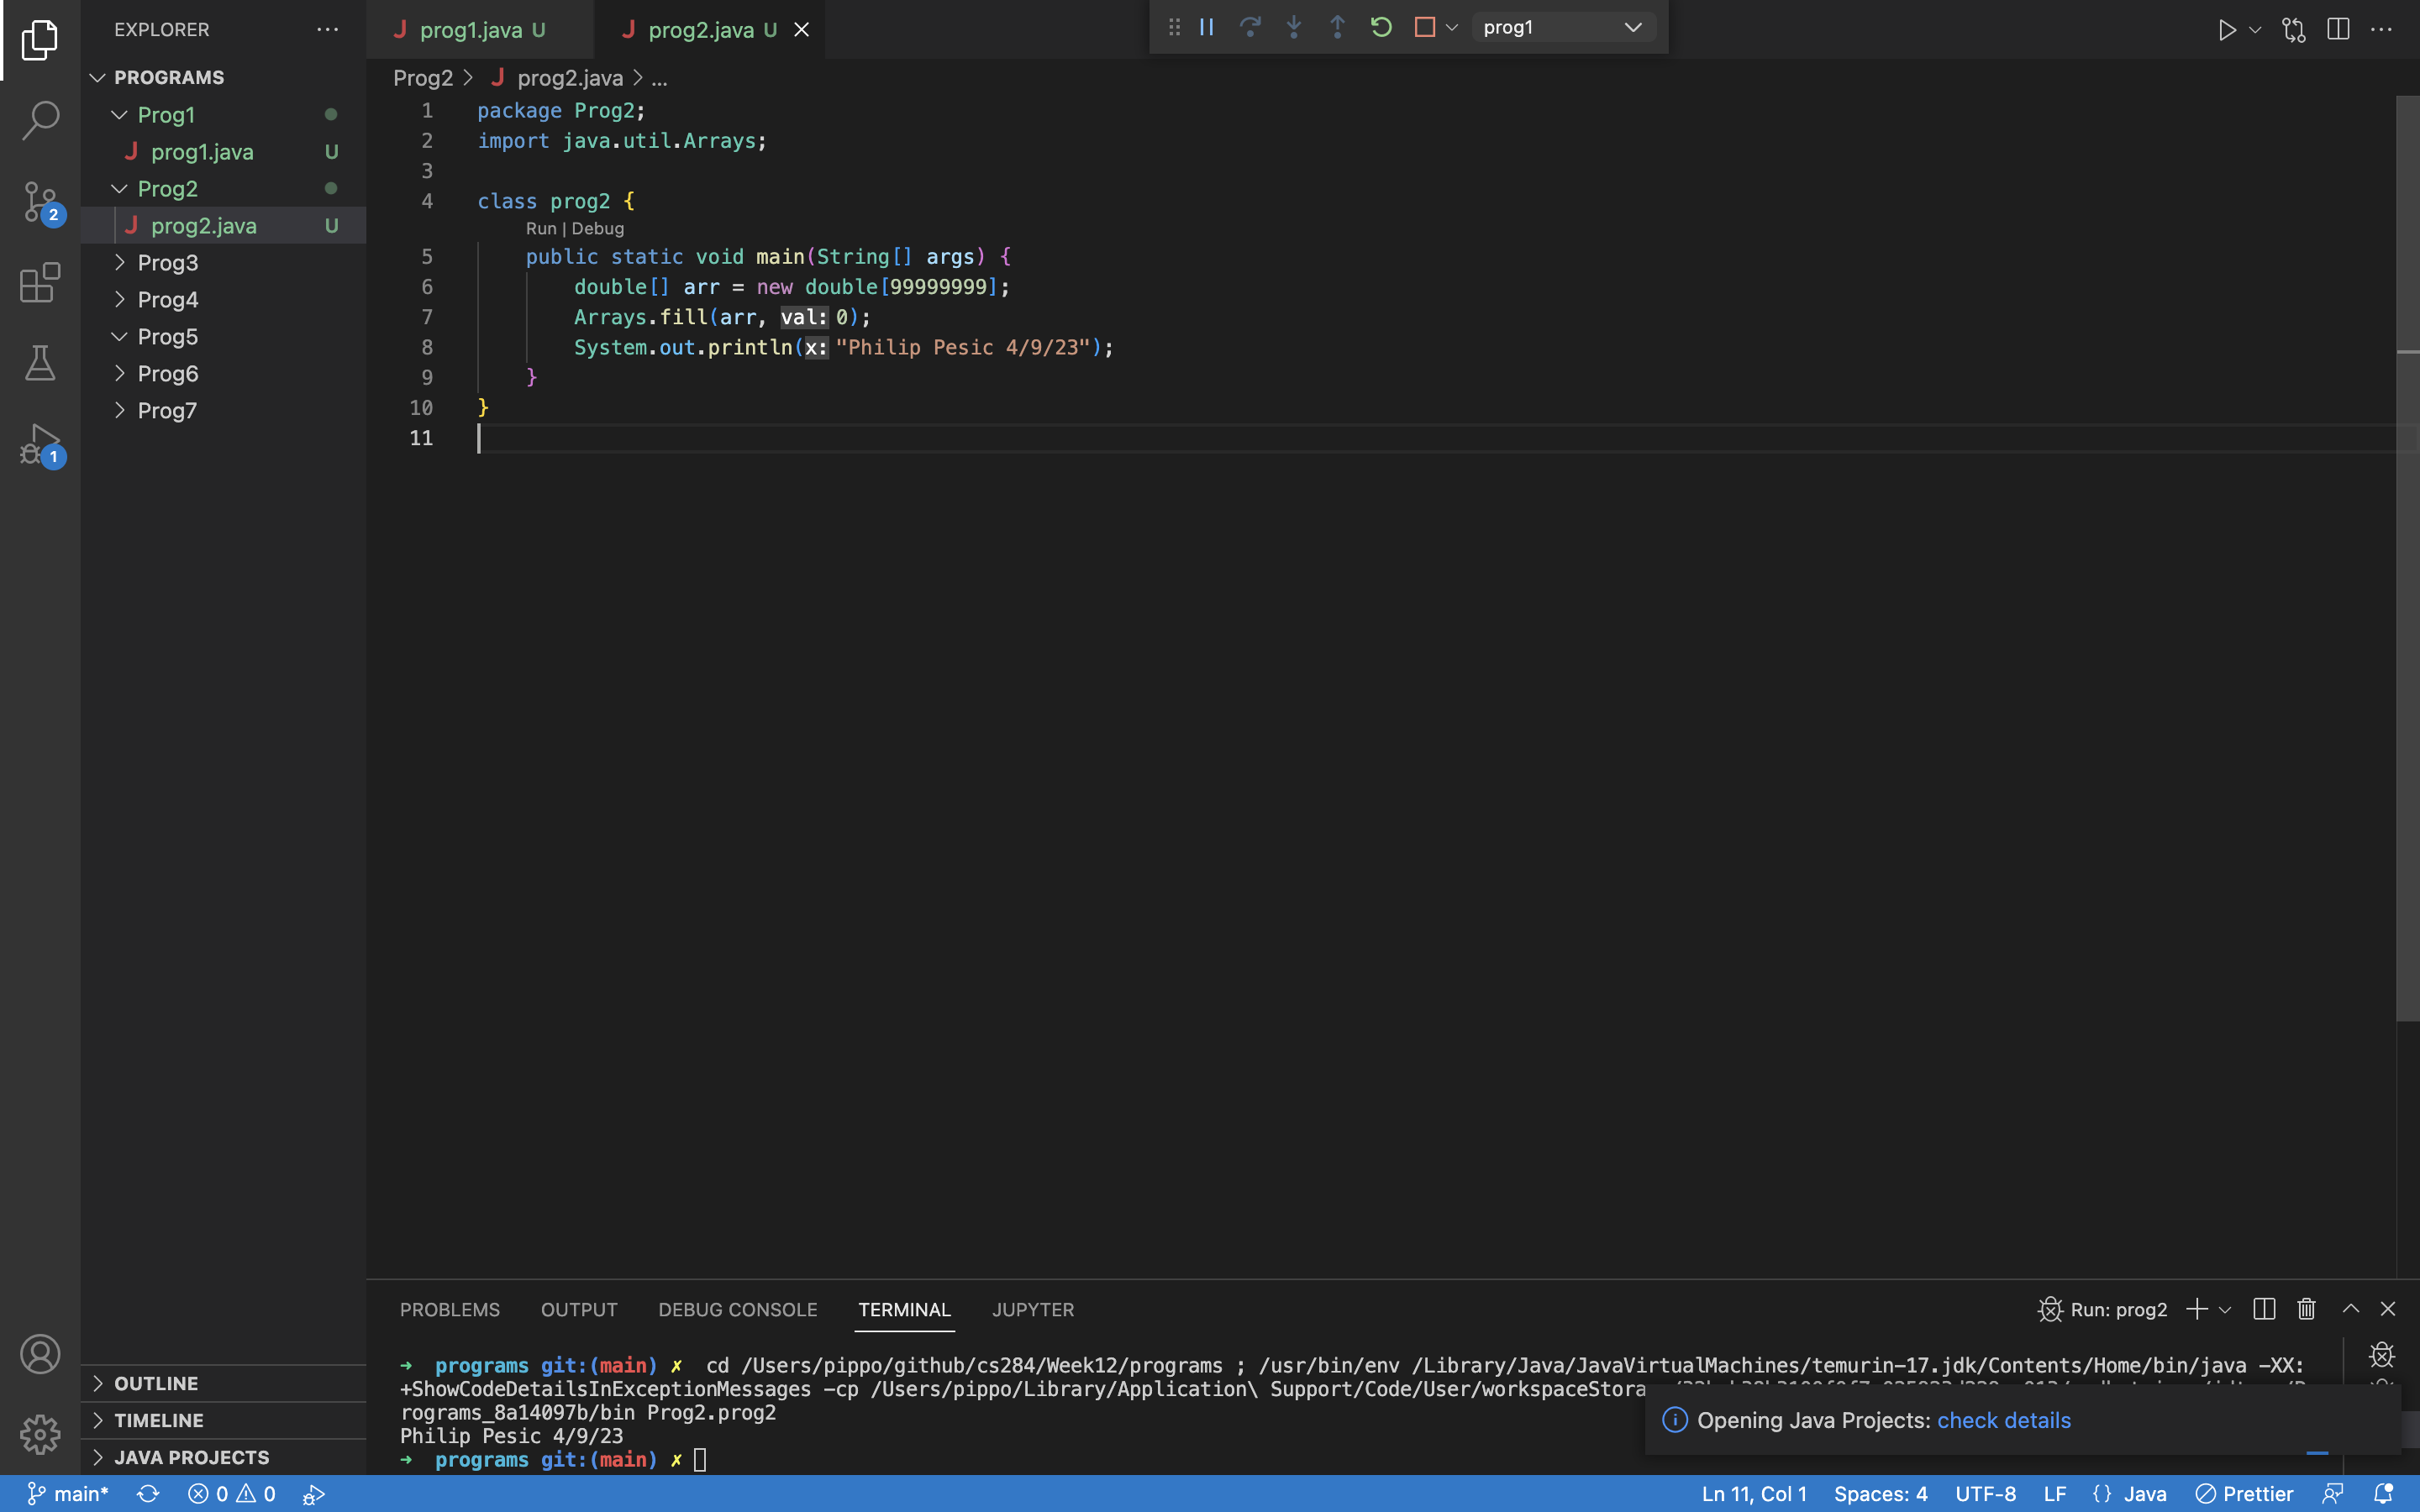 EXPLORER
PROGRAMS
Prog1
prog1.java U
Prog2
prog2.java U
Prog3
Prog4
Prog5
Prog6
Prog7
OUTLINE
TIMELINE
JAVA PROJECTS
2
1
prog1.java U
prog2.java U
prog1
Prog2 > J prog2.java > ...
1 package Prog2;
2 import java.util.Arrays;
3
4 class prog2 {
Run | Debug
5 public static void main(String[] args) {
6 double[] arr = new double[99999999];
7 Arrays.fill(arr, val: 0);
8 System.out.println(x: "Philip Pesic 4/9/23");
9 }
10 }
11
PROBLEMS OUTPUT DEBUG CONSOLE TERMINAL JUPYTER
Run: prog2
→ programs git:(main) ✗ cd /Users/pippo/github/cs284/Week12/programs ; /usr/bin/env /Library/Java/JavaVirtualMachines/temurin-17.jdk/Contents/Home/bin/java -XX:
+ShowCodeDetailsInExceptionMessages -cp /Users/pippo/Library/Application\ Support/Code/User/workspaceStora
rograms_8a14097b/bin Prog2.prog2
Philip Pesic 4/9/23
→ programs git:(main) ✗
Opening Java Projects: check details
main* 0 0
Ln 11, Col 1 Spaces: 4 UTF-8 LF {} Java Prettier